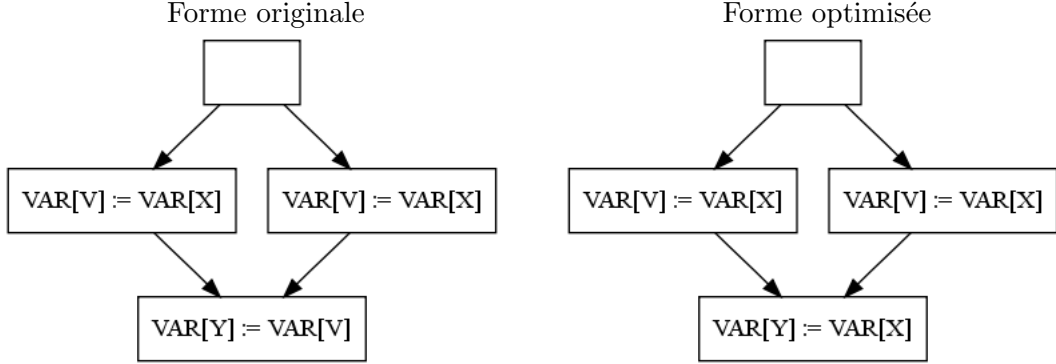 Forme originale
Forme optimisée
VAR[V] := VAR[X]
VAR[V] := VAR[X]
VAR[V] := VAR[X]
VAR[V] := VAR[X]
VAR[Y] := VAR[V]
VAR[Y] := VAR[X]